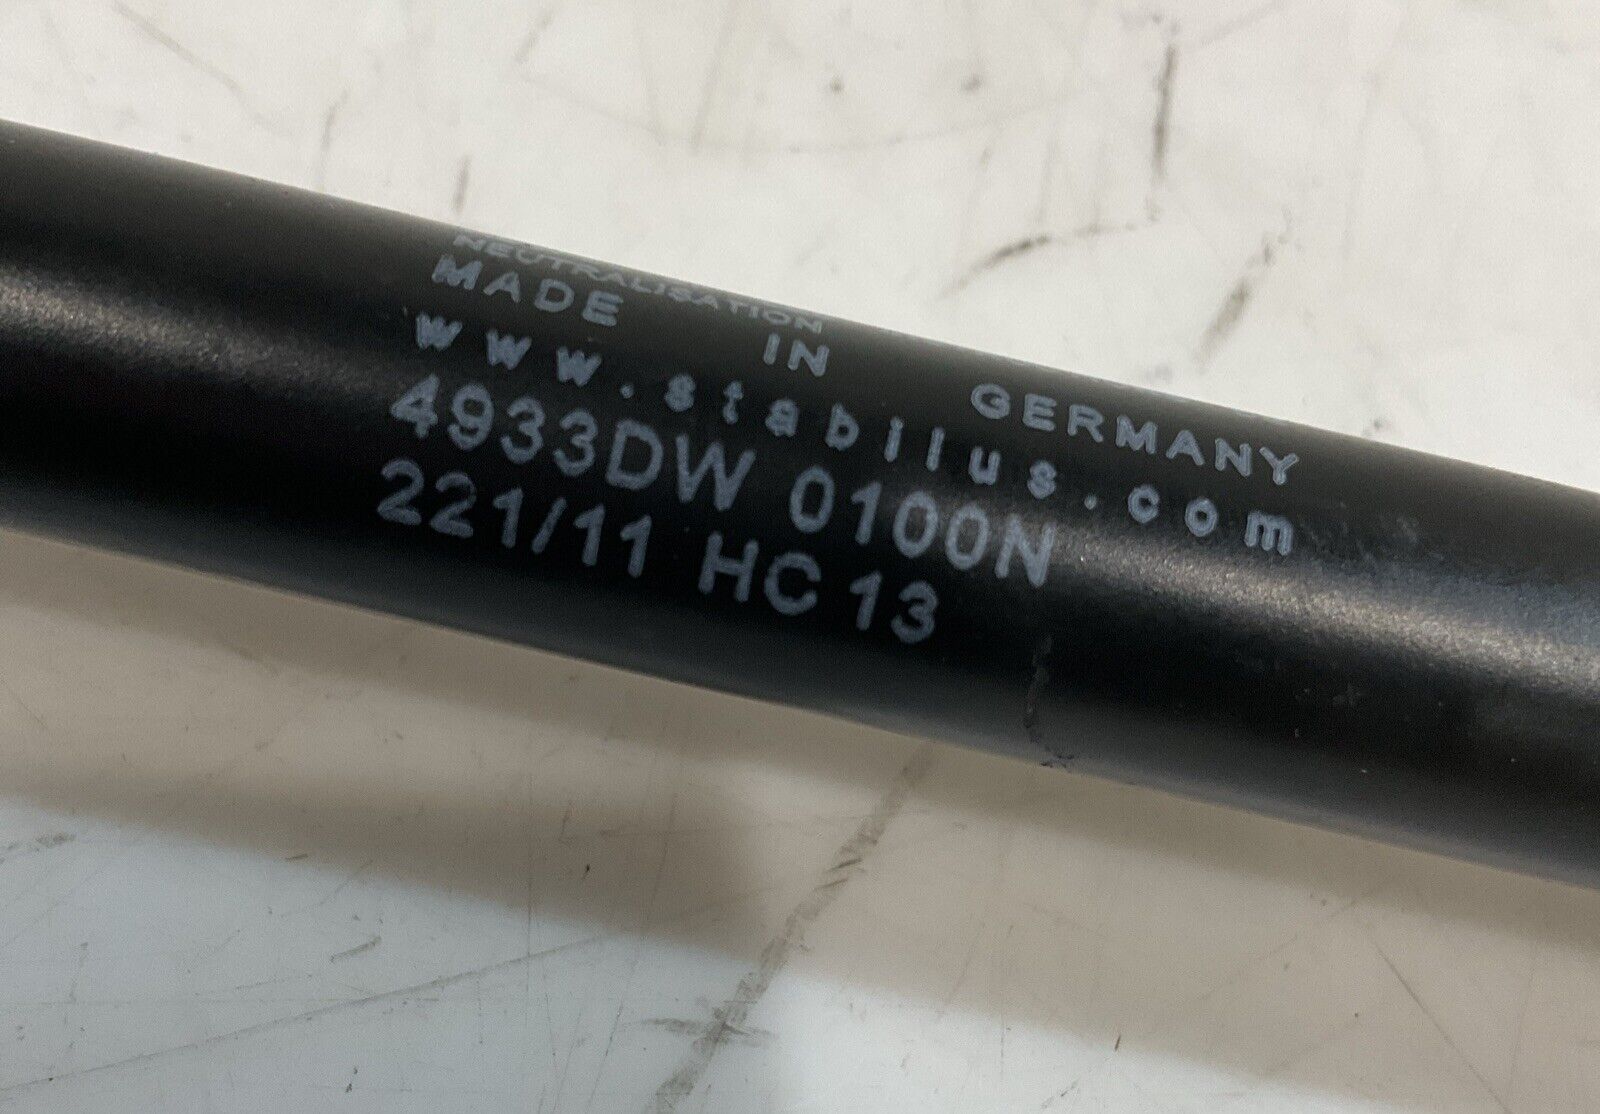 NEUTRALISATION
MADE IN GERMANY
www.stabilus.com
4933DW 0100N
221/11 HC13